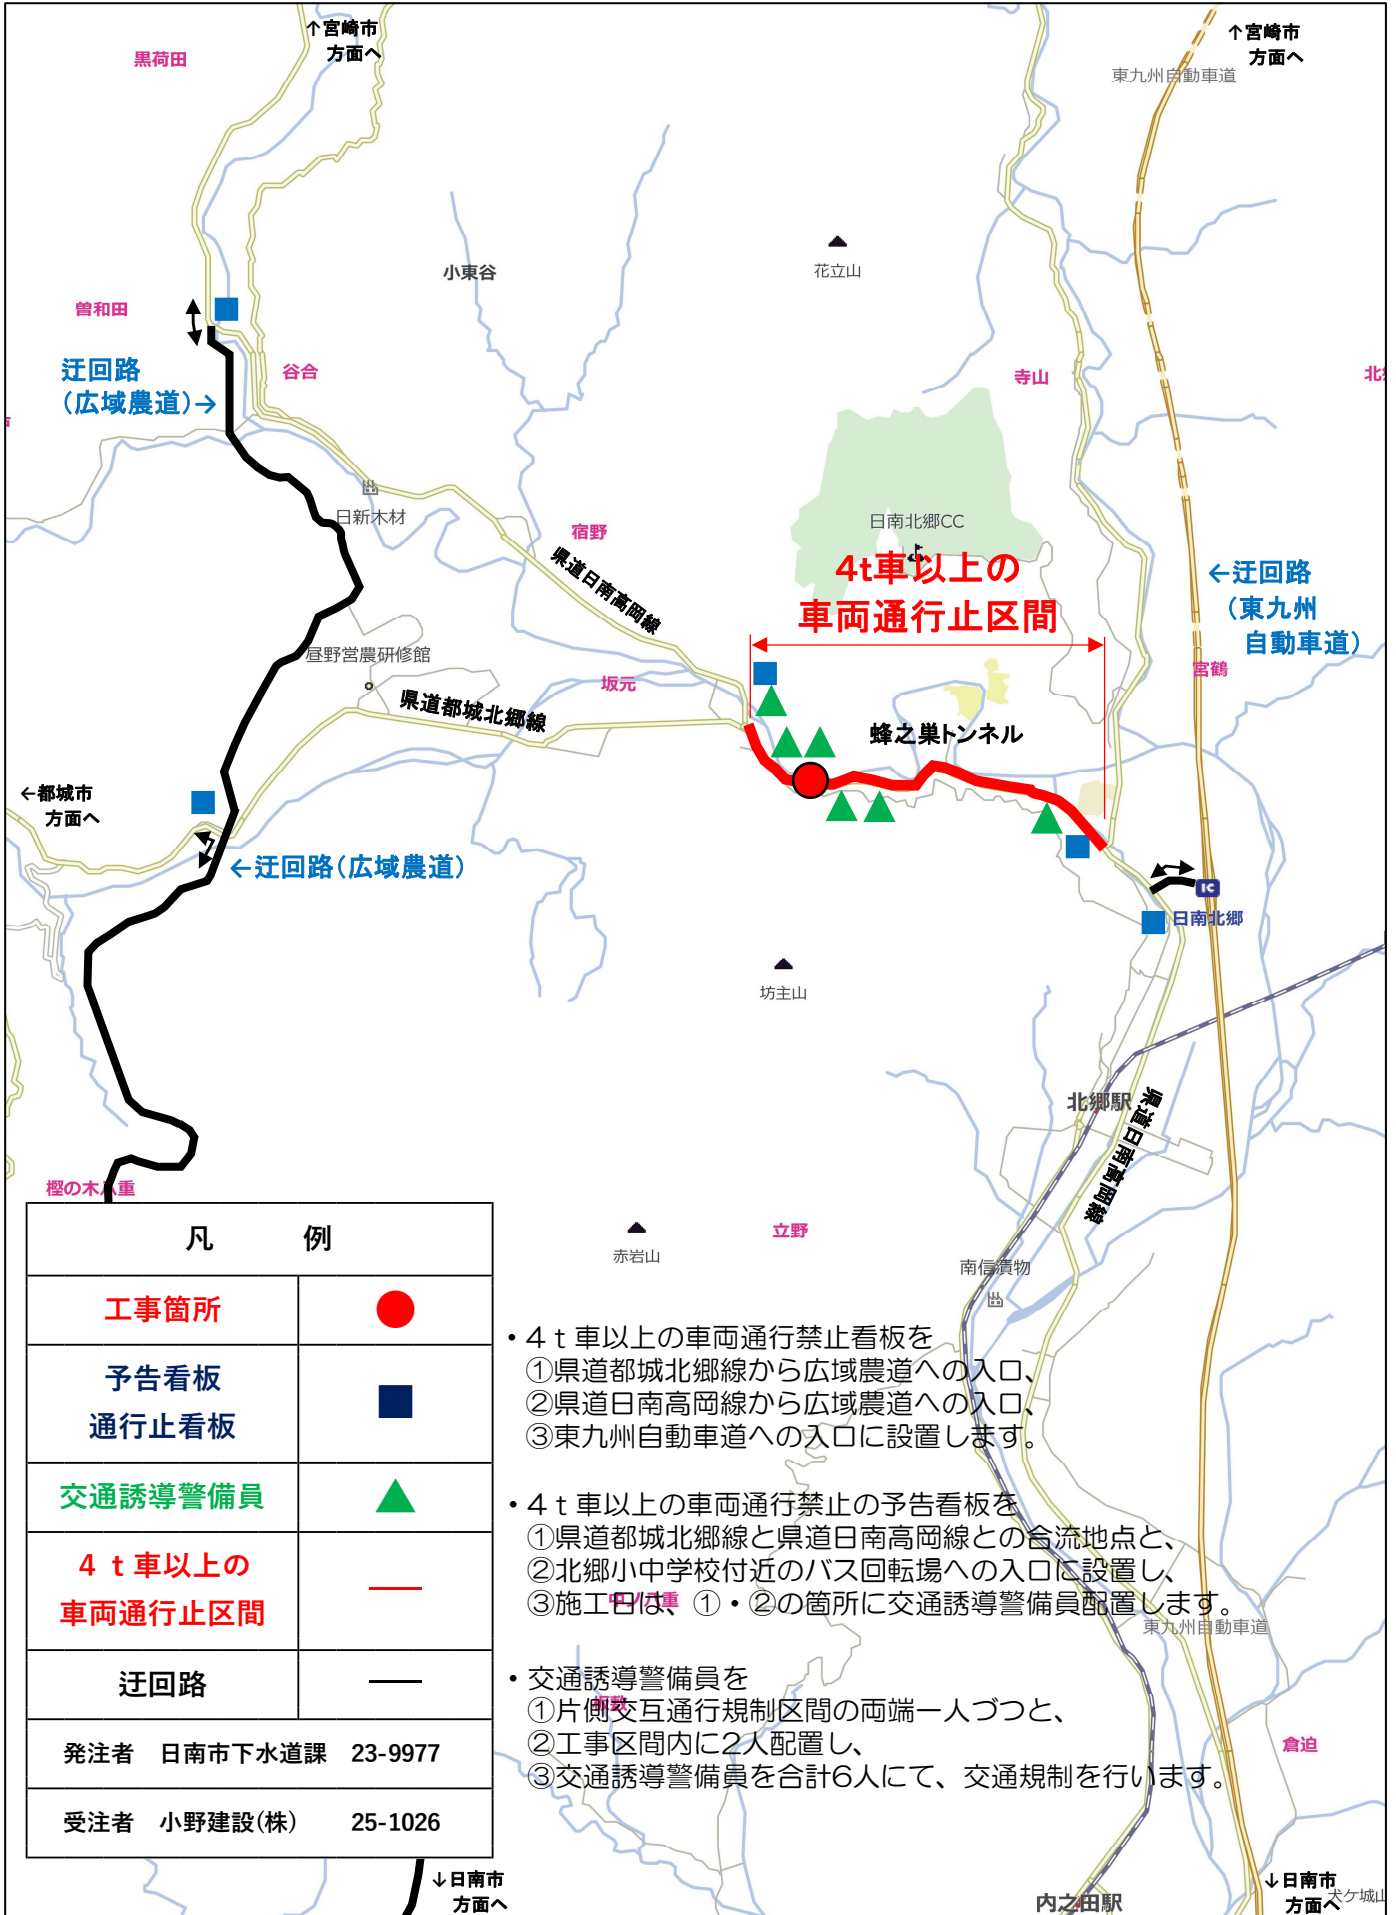 ↑宮崎市
方面へ
↑宮崎市
方面へ
黒荷田
東九州自動車道
小東谷
花立山
曽和田
迂回路
(広域農道)→
谷合
寺山
日新木材
日南北郷CC
宿野
県道日南高岡線
4t車以上の
車両通行止区間
←迂回路
(東九州
自動車道)
昼野営農研修館
坂元
宮鶴
県道都城北郷線
蜂之巣トンネル
←都城市
方面へ
←迂回路(広域農道)
IC
日南北郷
坊主山
北郷駅
県道日南高岡線
樫の木八重
立野
赤岩山
南信漬物
凡 例
工事箇所
予告看板
通行止看板
交通誘導警備員
4 t 車以上の
車両通行止区間
迂回路
発注者 日南市下水道課 23-9977
受注者 小野建設(株) 25-1026
・4 t 車以上の車両通行禁止看板を
①県道都城北郷線から広域農道への入口、
②県道日南高岡線から広域農道への入口、
③東九州自動車道への入口に設置します。
・4 t 車以上の車両通行禁止の予告看板を
①県道都城北郷線と県道日南高岡線との合流地点と、
②北郷小中学校付近のバス回転場への入口に設置し、
③施工日は、①・②の箇所に交通誘導警備員配置します。
中ノ八重
東九州自動車道
・交通誘導警備員を
①片側交互通行規制区間の両端一人づつと、
板敷
②工事区間内に2人配置し、
③交通誘導警備員を合計6人にて、交通規制を行います。
倉迫
↓日南市
方面へ
内之田駅
↓日南市
方面へ
犬ケ城山